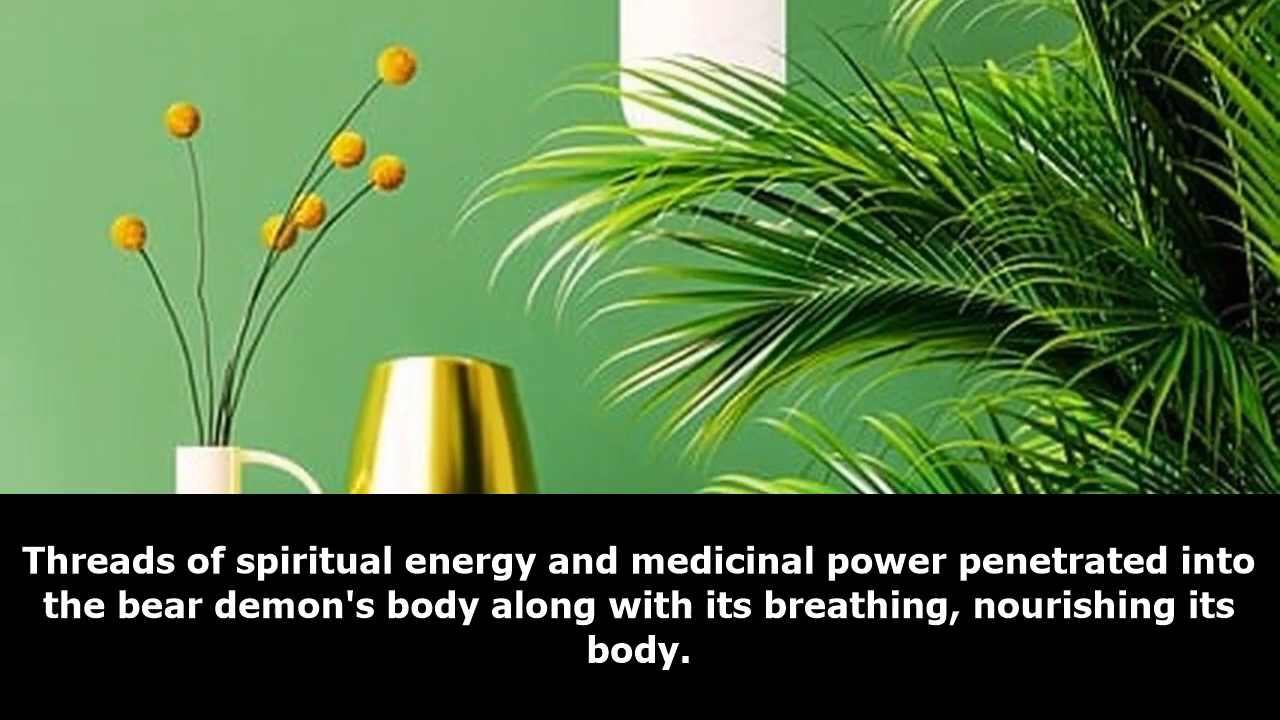 Threads of spiritual energy and medicinal power penetrated into
the bear demon's body along with its breathing, nourishing its
body.